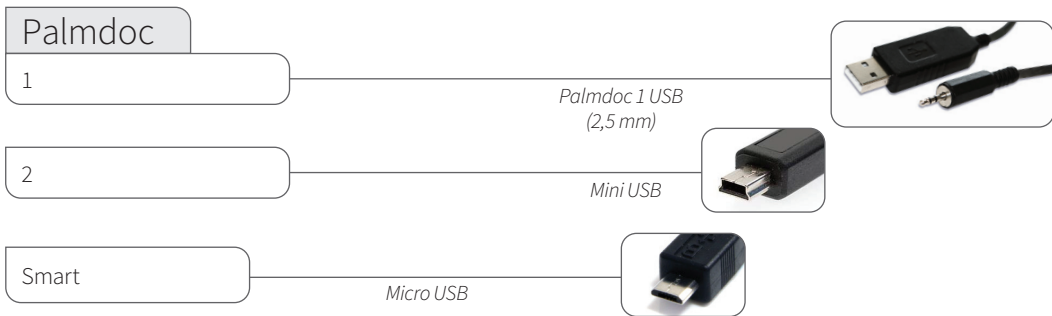 Palmdoc
1
Palmdoc 1 USB
(2,5 mm)
2
Mini USB
Smart
Micro USB